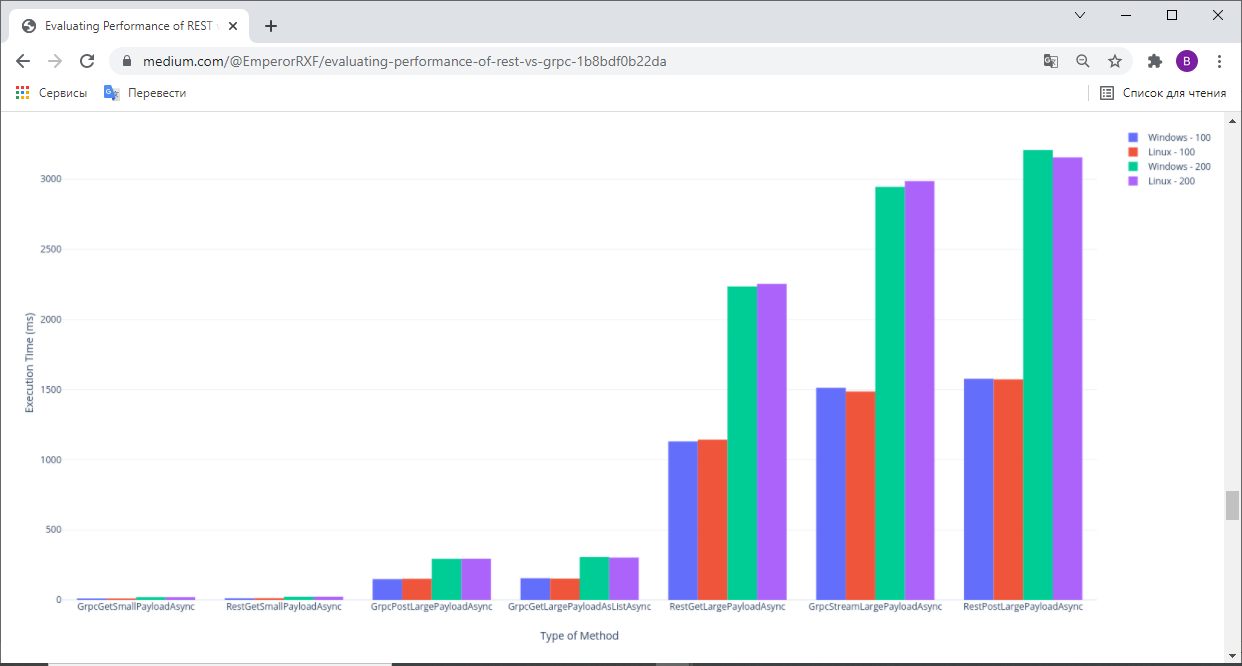 Evaluating Performance of REST v
medium.com/@EmperorRXF/evaluating-performance-of-rest-vs-grpc-1b8bdf0b22da
B
Сервисы
Перевести
Список для чтения
Windows - 100
Linux - 100
Windows - 200
Linux - 200
3000
2500
2000
1500
1000
500
0
Execution Time (ms)
GrpcGetSmallPayloadAsync
RestGetSmallPayloadAsync
GrpcPostLargePayloadAsync
GrpcGetLargePayloadAsListAsync
RestGetLargePayloadAsync
GrpcStreamLargePayloadAsync
RestPostLargePayloadAsync
Type of Method